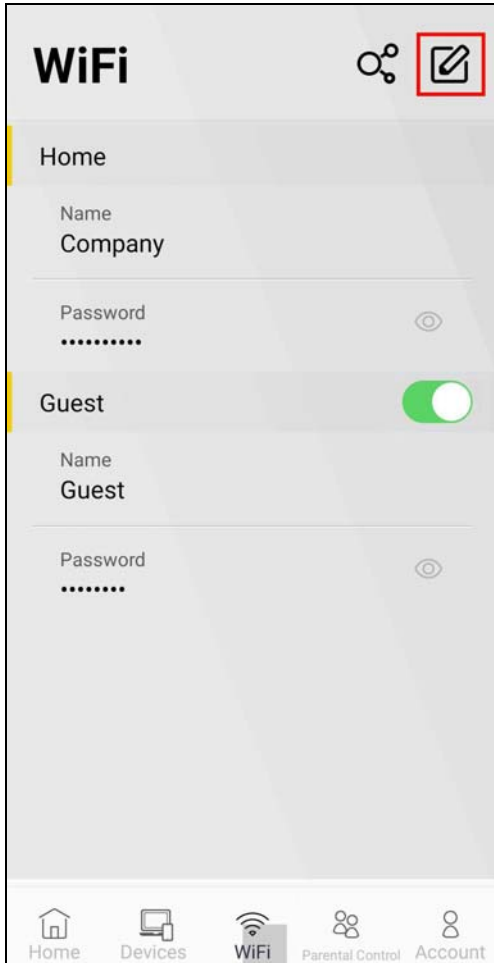 WiFi
Home
Name
Company
Password
••••••••••
Guest
Name
Guest
Password
••••••••
Home Devices WiFi Parental Control Account